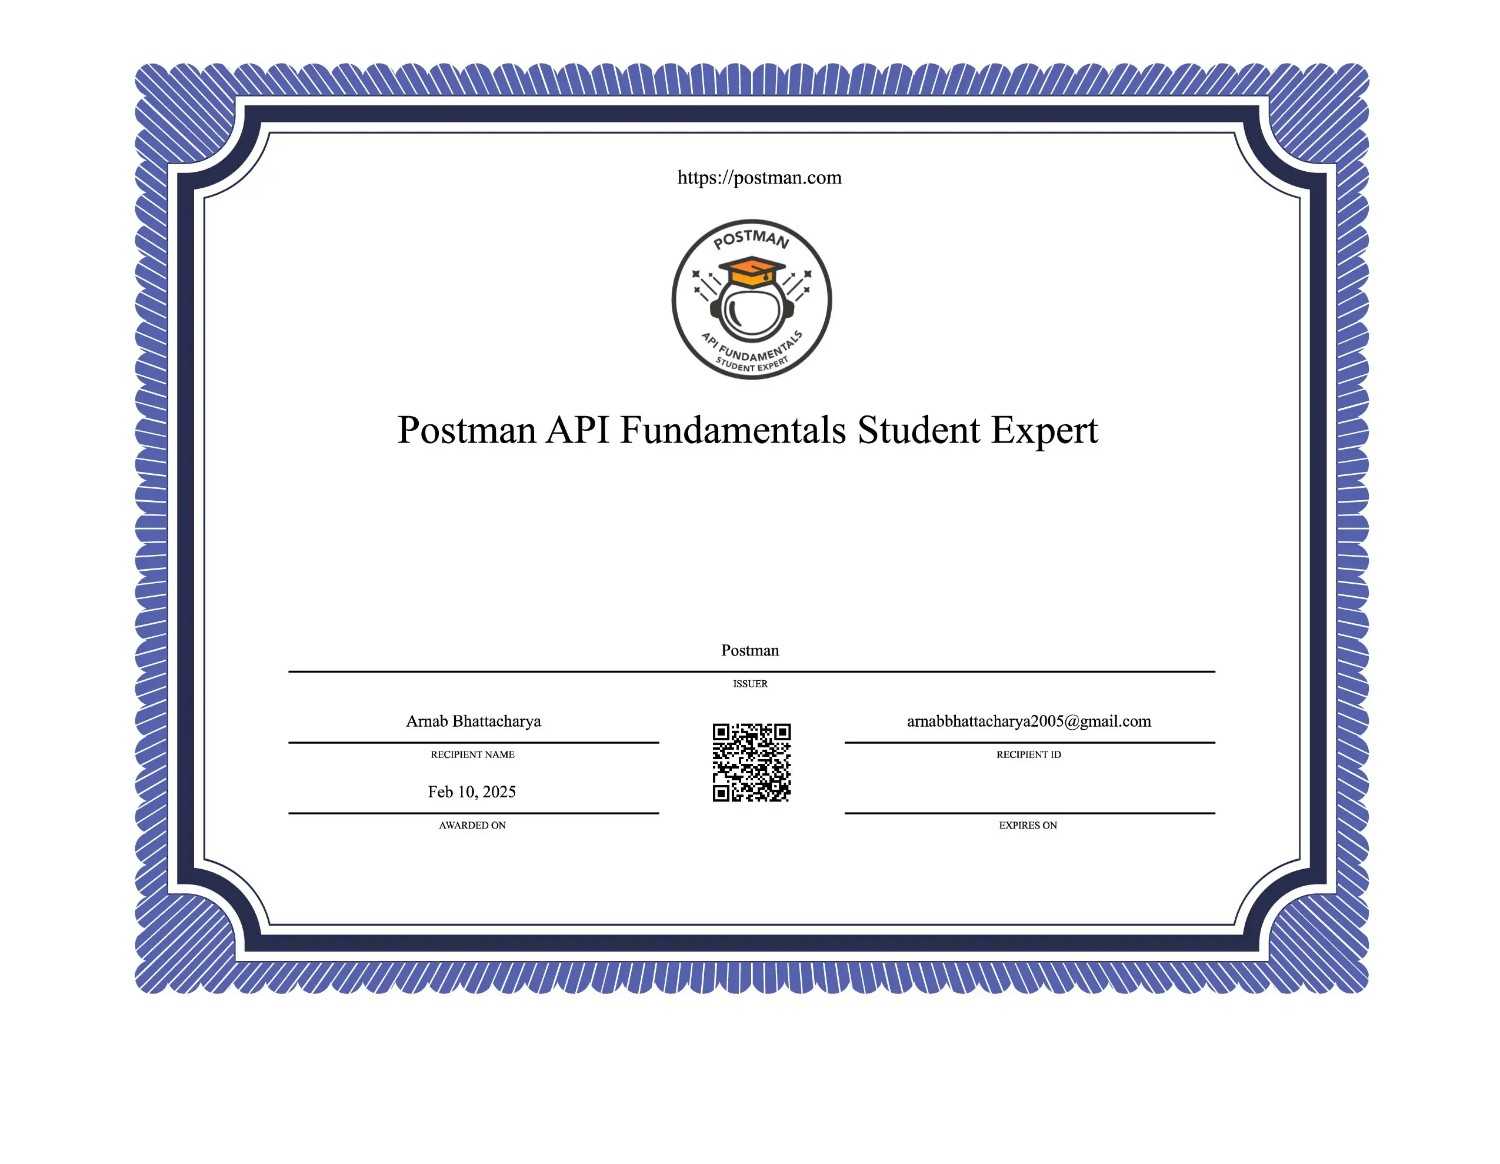 https://postman.com
POSTMAN
API FUNDAMENTALS
STUDENT EXPERT
Postman API Fundamentals Student Expert
Postman
ISSUER
Arnab Bhattacharya
arnabbhattacharya2005@gmail.com
RECIPIENT NAME
RECIPIENT ID
Feb 10, 2025
AWARDED ON
EXPIRES ON